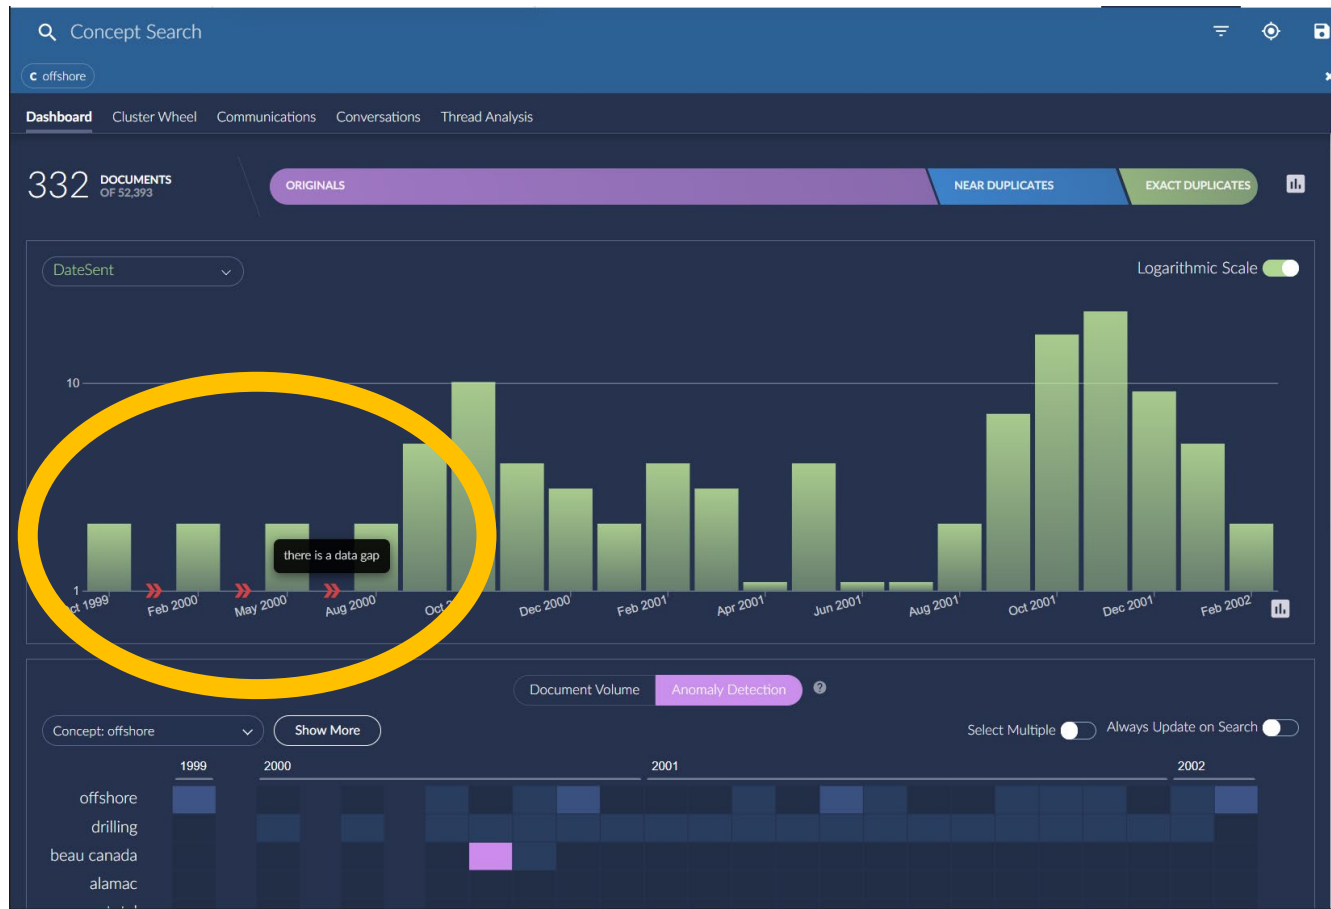 Concept Search
c offshore
Dashboard Cluster Wheel Communications Conversations Thread Analysis
332 DOCUMENTS OF 52,393
ORIGINALS NEAR DUPLICATES EXACT DUPLICATES
DateSent
Logarithmic Scale
10
there is a data gap
1
1999 Feb 2000 May 2000 Aug 2000 Dec 2000 Feb 2001 Apr 2001 Jun 2001 Aug 2001 Oct 2001 Dec 2001 Feb 2002
Document Volume Anomaly Detection ?
Concept: offshore Show More Select Multiple Always Update on Search
1999 2000 2001 2002
offshore
drilling
beau canada
alamac